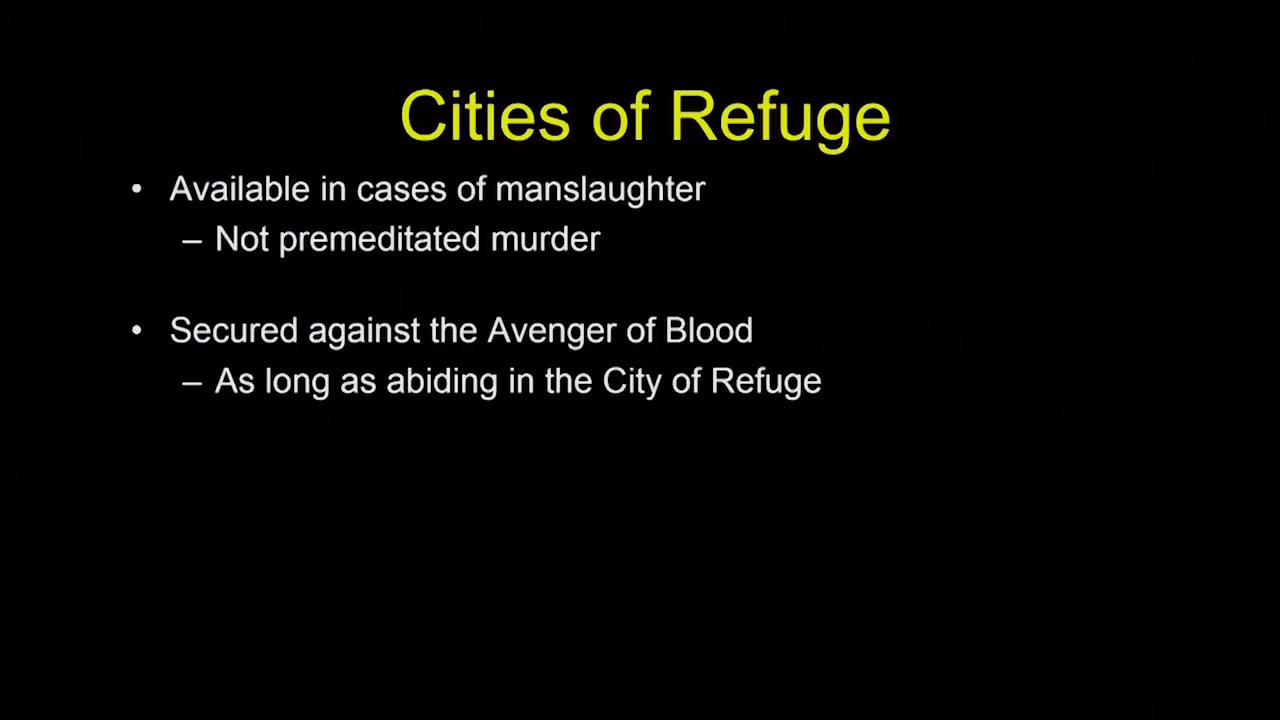 Cities of Refuge
• Available in cases of manslaughter
– Not premeditated murder
• Secured against the Avenger of Blood
– As long as abiding in the City of Refuge